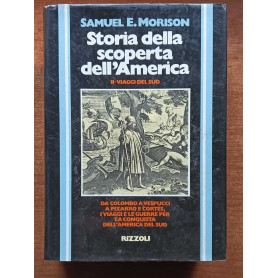 SAMUEL E. MORISON
Storia della
scoperta
dell'America
II· VIAGGI DEL SUD
DA COLOMBO A VESPUCCI
A PIZARRO E CORTÉS,
I VIAGGI E LE GUERRE PER
LA CONQUISTA
DELL'AMERICA DEL SUD
RIZZOLI